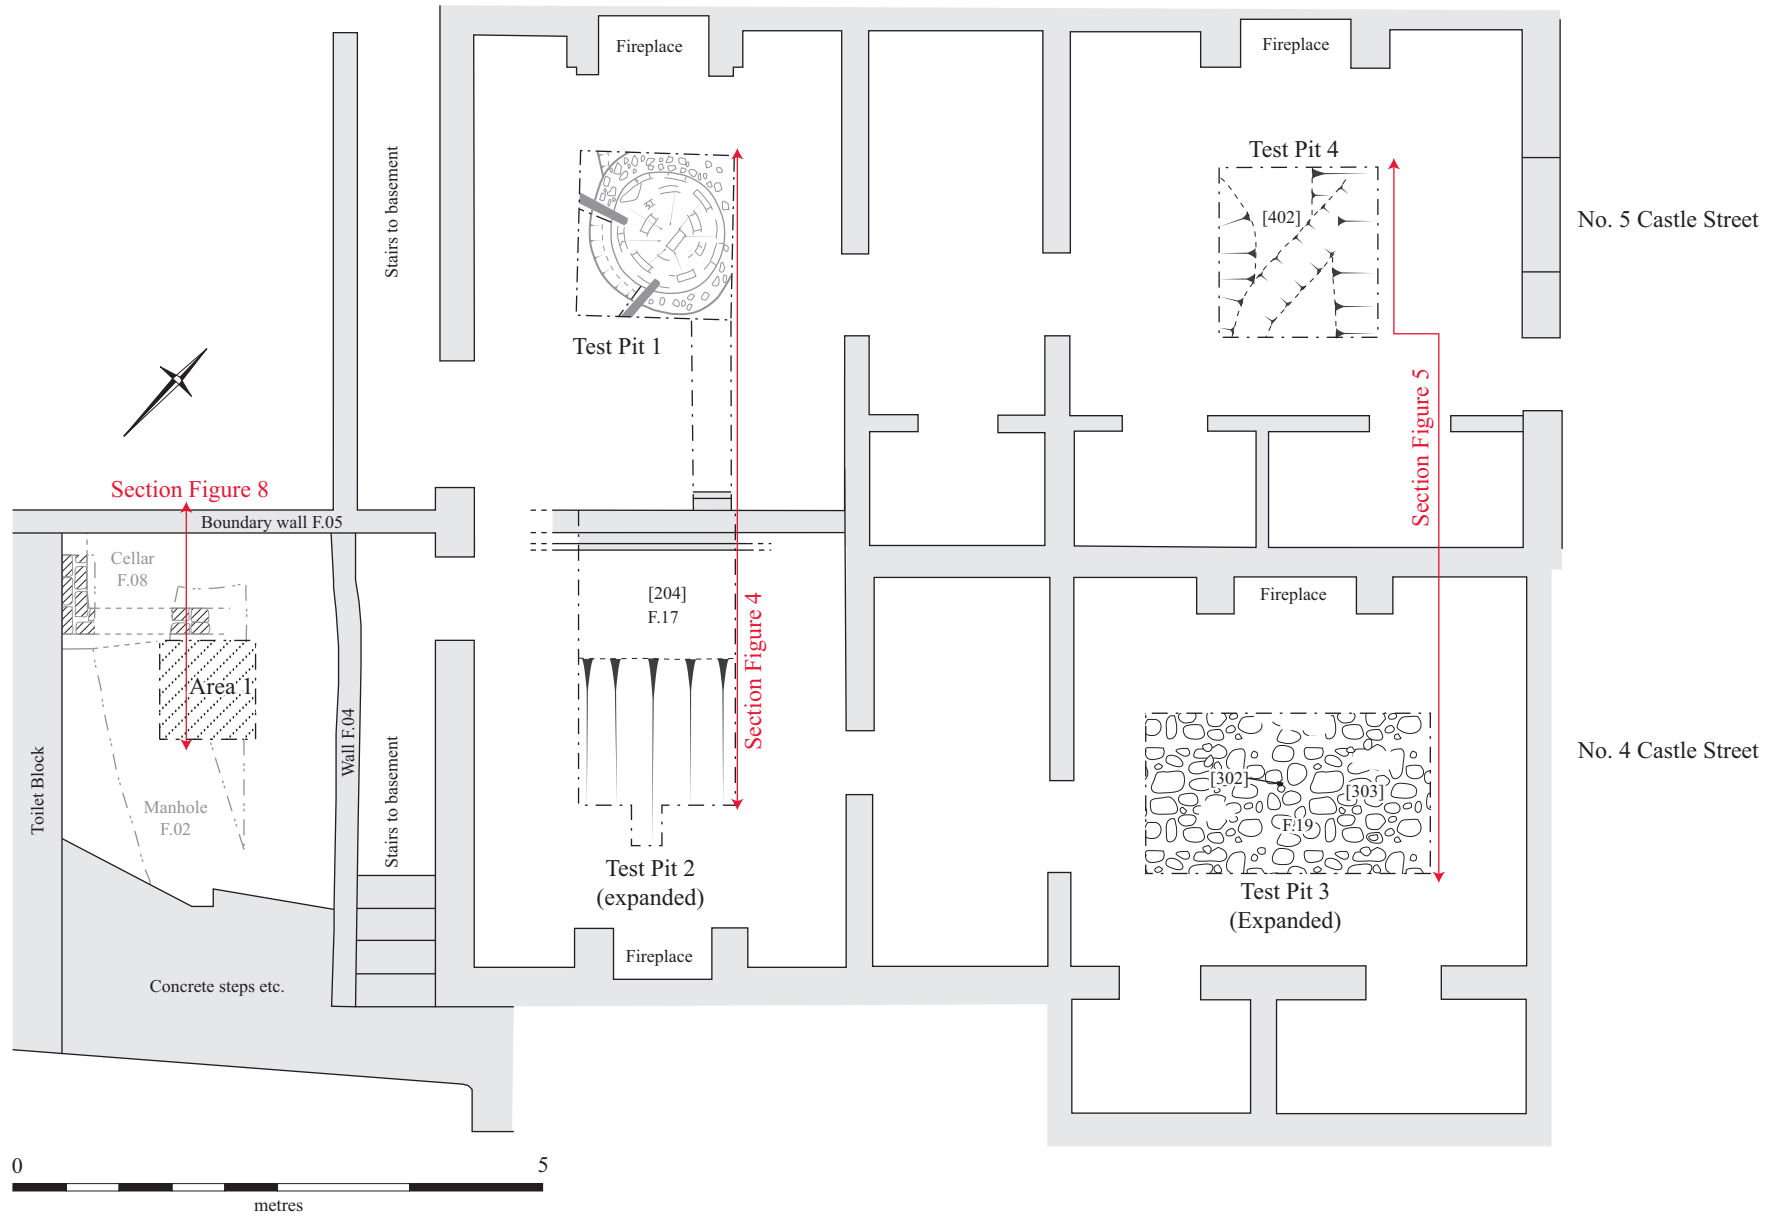 Fireplace
Fireplace
Test Pit 4
Stairs to basement
[402]
No. 5 Castle Street
Test Pit 1
Section Figure 5
Section Figure 8
Boundary wall F.05
Cellar
F.08
[204]
F.17
Fireplace
Section Figure 4
Area 1
Wall F.04
Toilet Block
Stairs to basement
Manhole
F.02
No. 4 Castle Street
[302]
[303]
F.19
Test Pit 2
(expanded)
Test Pit 3
(Expanded)
Fireplace
Concrete steps etc.
0
5
metres